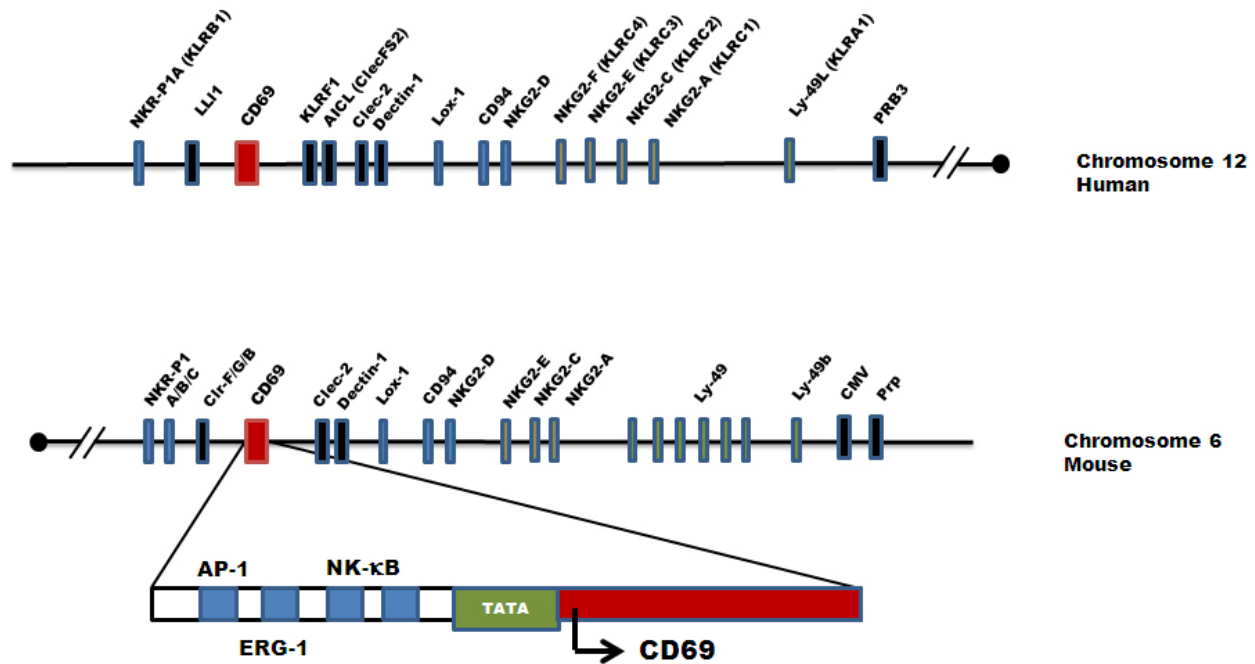 NKR-P1A (KLRB1)
LLI1
CD69
KLRF1
AICL (ClecFS2)
Clec-2
Dectin-1
Lox-1
CD94
NKG2-D
NKG2-F (KLRC4)
NKG2-E (KLRC3)
NKG2-C (KLRC2)
NKG2-A (KLRC1)
Ly-49L (KLRA1)
PRB3
Chromosome 12
Human
NKR-P1
A/B/C
Clr-F/G/B
CD69
Clec-2
Dectin-1
Lox-1
CD94
NKG2-D
NKG2-E
NKG2-C
NKG2-A
Ly-49
Ly-49b
CMV
Prp
Chromosome 6
Mouse
AP-1
NK-κB
TATA
ERG-1
CD69